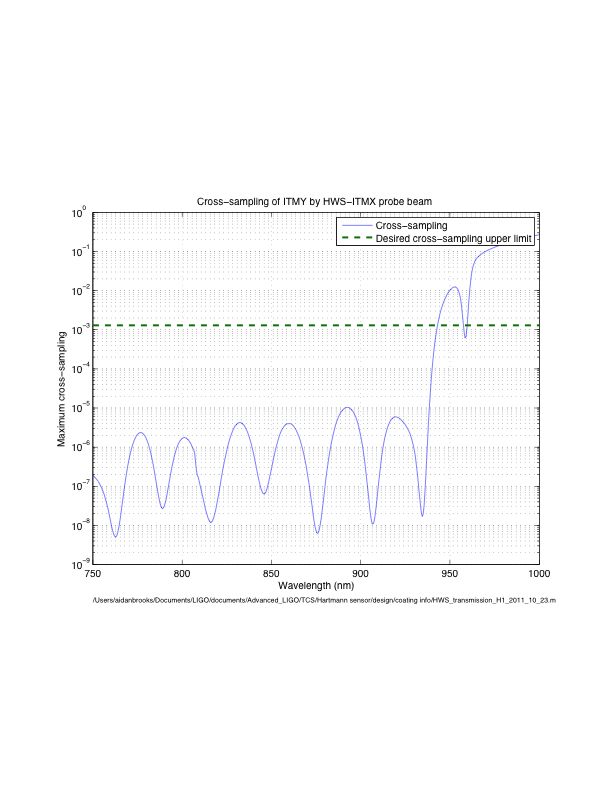 Cross−sampling of ITMY by HWS−ITMX probe beam
Cross−sampling
Desired cross−sampling upper limit
Maximum cross−sampling
10^0
10^−1
10^−2
10^−3
10^−4
10^−5
10^−6
10^−7
10^−8
10^−9
750 800 850 900 950 1000
Wavelength (nm)
/Users/aidanbrooks/Documents/LIGO/documents/Advanced_LIGO/TCS/Hartmann sensor/design/coating info/HWS_transmission_H1_2011_10_23.m